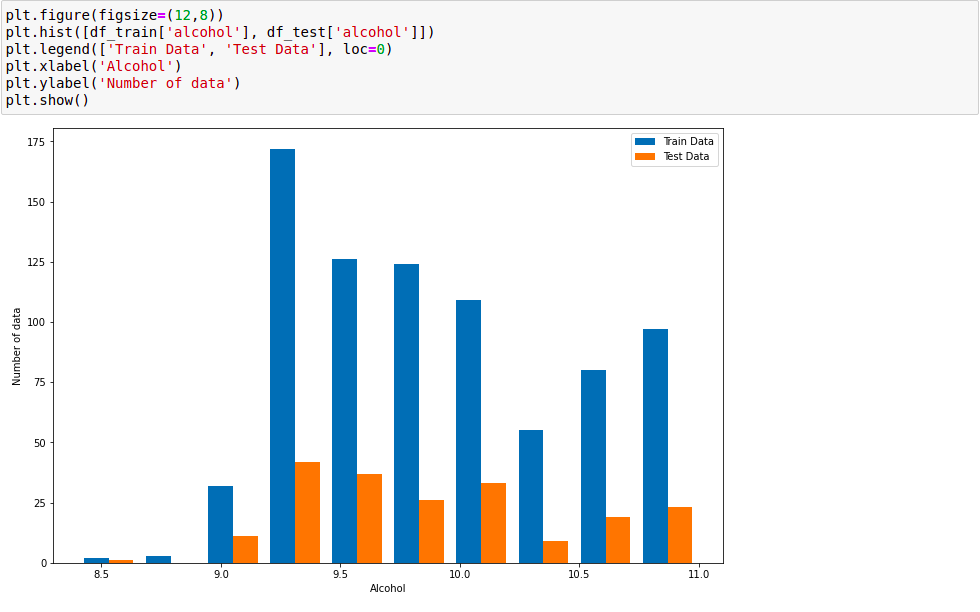 plt.figure(figsize=(12,8))
plt.hist([df_train['alcohol'], df_test['alcohol']])
plt.legend(['Train Data', 'Test Data'], loc=0)
plt.xlabel('Alcohol')
plt.ylabel('Number of data')
plt.show()
Train Data
Test Data
175
150
125
100
75
50
25
0
Number of data
8.5 9.0 9.5 10.0 10.5 11.0
Alcohol